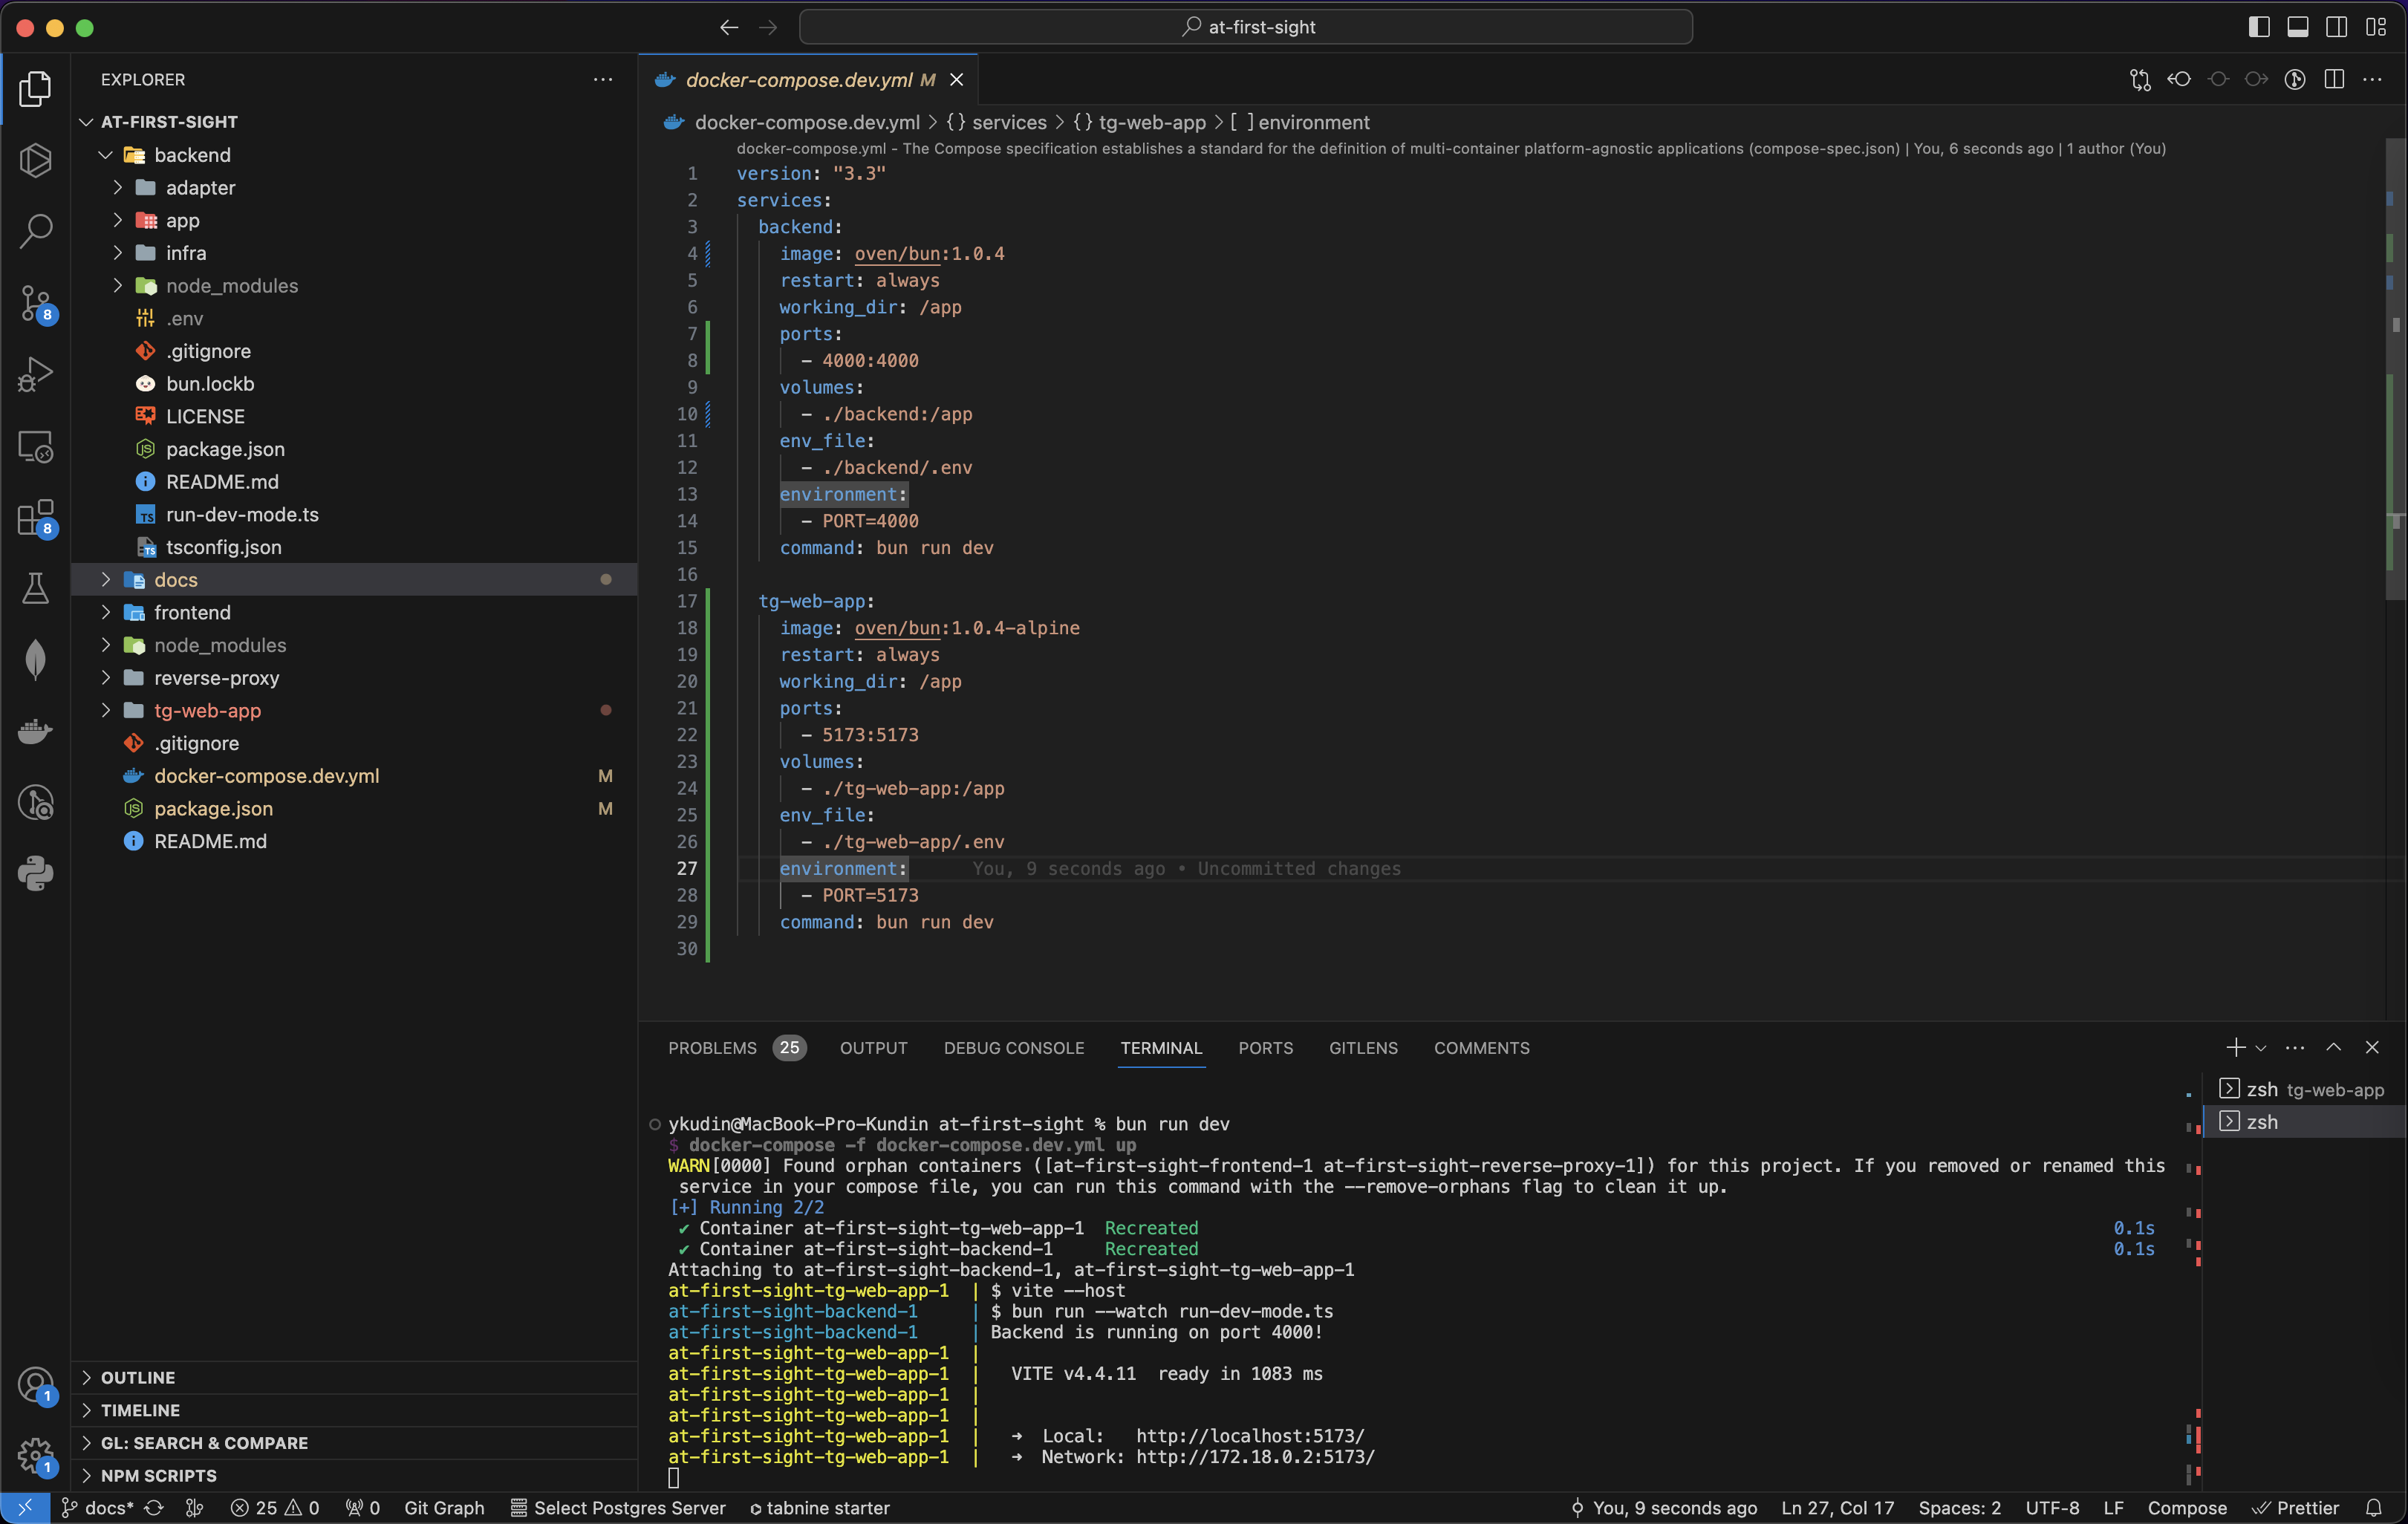 at-first-sight
EXPLORER
AT-FIRST-SIGHT
backend
adapter
app
infra
node_modules
.env
.gitignore
bun.lockb
LICENSE
package.json
README.md
run-dev-mode.ts
tsconfig.json
docs
frontend
node_modules
reverse-proxy
tg-web-app
.gitignore
docker-compose.dev.yml M
package.json M
README.md
OUTLINE
TIMELINE
GL: SEARCH & COMPARE
NPM SCRIPTS
8
8
1
1
docker-compose.dev.yml M
docker-compose.dev.yml > {} services > {} tg-web-app > [ ] environment
docker-compose.yml - The Compose specification establishes a standard for the definition of multi-container platform-agnostic applications (compose-spec.json) | You, 6 seconds ago | 1 author (You)
1 version: "3.3"
2 services:
3 backend:
4 image: oven/bun:1.0.4
5 restart: always
6 working_dir: /app
7 ports:
8 - 4000:4000
9 volumes:
10 - ./backend:/app
11 env_file:
12 - ./backend/.env
13 environment:
14 - PORT=4000
15 command: bun run dev
16
17 tg-web-app:
18 image: oven/bun:1.0.4-alpine
19 restart: always
20 working_dir: /app
21 ports:
22 - 5173:5173
23 volumes:
24 - ./tg-web-app:/app
25 env_file:
26 - ./tg-web-app/.env
27 environment: You, 9 seconds ago • Uncommitted changes
28 - PORT=5173
29 command: bun run dev
30
PROBLEMS 25 OUTPUT DEBUG CONSOLE TERMINAL PORTS GITLENS COMMENTS
zsh tg-web-app
zsh
ykudin@MacBook-Pro-Kundin at-first-sight % bun run dev
$ docker-compose -f docker-compose.dev.yml up
WARN[0000] Found orphan containers ([at-first-sight-frontend-1 at-first-sight-reverse-proxy-1]) for this project. If you removed or renamed this
service in your compose file, you can run this command with the --remove-orphans flag to clean it up.
[+] Running 2/2
✔ Container at-first-sight-tg-web-app-1 Recreated 0.1s
✔ Container at-first-sight-backend-1 Recreated 0.1s
Attaching to at-first-sight-backend-1, at-first-sight-tg-web-app-1
at-first-sight-tg-web-app-1 | $ vite --host
at-first-sight-backend-1 | $ bun run --watch run-dev-mode.ts
at-first-sight-backend-1 | Backend is running on port 4000!
at-first-sight-tg-web-app-1 |
at-first-sight-tg-web-app-1 | VITE v4.4.11 ready in 1083 ms
at-first-sight-tg-web-app-1 |
at-first-sight-tg-web-app-1 |
at-first-sight-tg-web-app-1 | ➜ Local: http://localhost:5173/
at-first-sight-tg-web-app-1 | ➜ Network: http://172.18.0.2:5173/
docs* 25 0 0 Git Graph Select Postgres Server tabnine starter You, 9 seconds ago Ln 27, Col 17 Spaces: 2 UTF-8 LF Compose Prettier